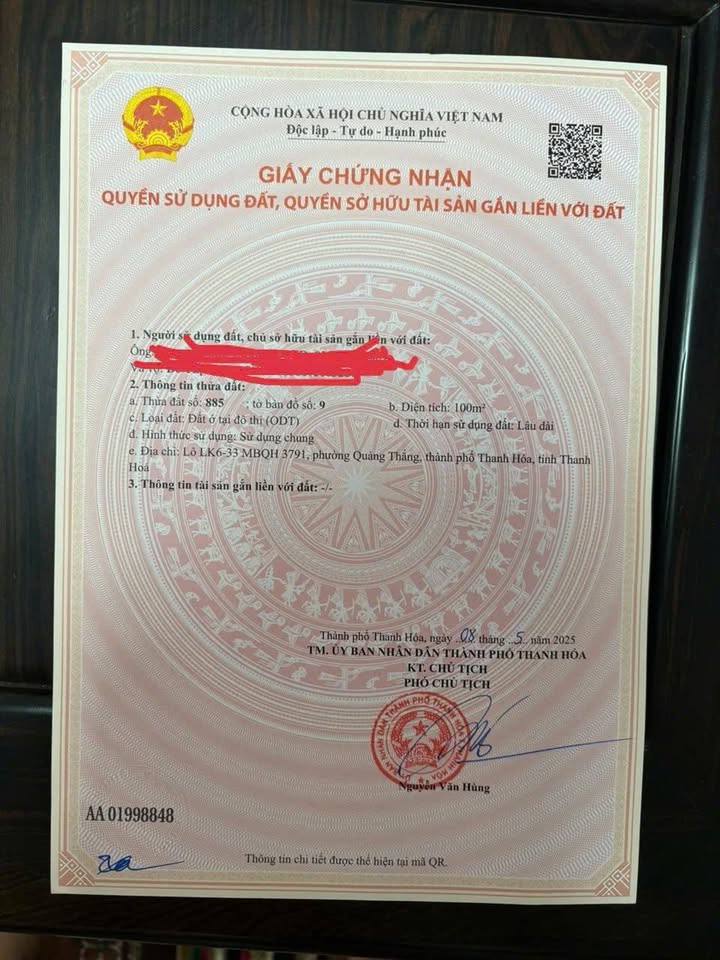 CỘNG HÒA XÃ HỘI CHỦ NGHĨA VIỆT NAM
Độc lập - Tự do - Hạnh phúc
GIẤY CHỨNG NHẬN
QUYỀN SỬ DỤNG ĐẤT, QUYỀN SỞ HỮU TÀI SẢN GẮN LIỀN VỚI ĐẤT
1. Người sử dụng đất, chủ sở hữu tài sản gắn liền với đất:
Ông
2. Thông tin thửa đất:
a. Thửa đất số: 885 ; tờ bản đồ số: 9 b. Diện tích: 100m²
c. Loại đất: Đất ở tại đô thị (ODT) d. Thời hạn sử dụng đất: Lâu dài
đ. Hình thức sử dụng: Sử dụng chung
e. Địa chỉ: Lô LK6-33 MBQH 3791, phường Quảng Thắng, thành phố Thanh Hóa, tỉnh Thanh
Hoá
3. Thông tin tài sản gắn liền với đất: -/-
Thành phố Thanh Hóa, ngày ..08 tháng ..5.. năm 2025
TM. ỦY BAN NHÂN DÂN THÀNH PHỐ THANH HÓA
KT. CHỦ TỊCH
PHÓ CHỦ TỊCH
Nguyễn Văn Hùng
AA 01998848
Thông tin chi tiết được thể hiện tại mã QR.